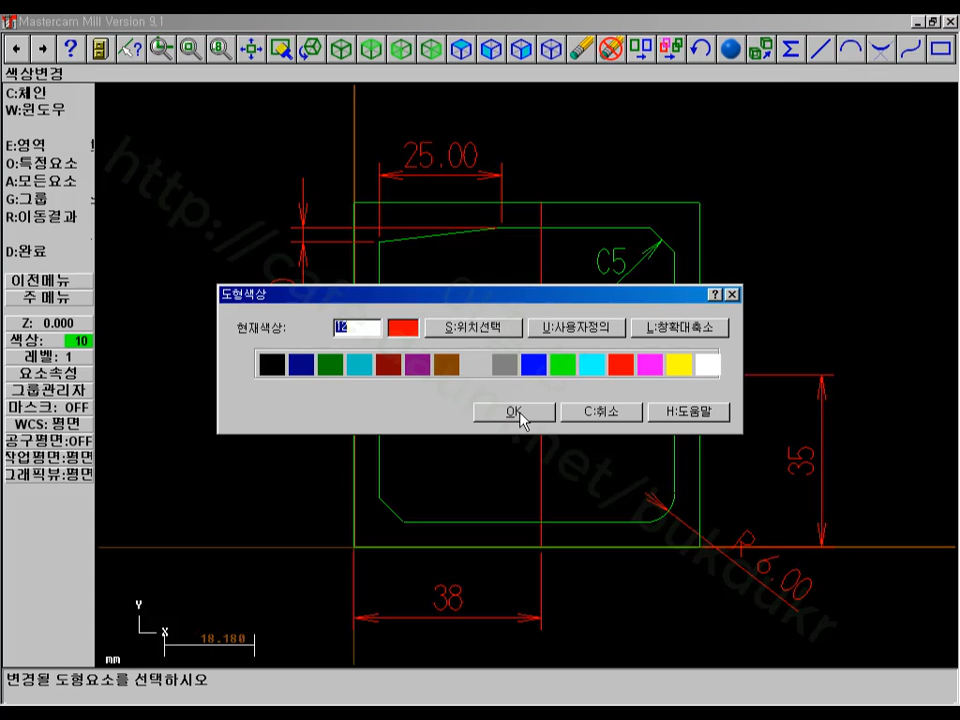 Mastercam Mill Version 9.1
색상변경
C:체인
W:윈도우
E:영역
O:특정요소
A:모든요소
G:그룹
R:이동결과
D:완료
이전메뉴
주 메뉴
Z: 0.000
색상: 10
레벨: 1
요소속성
그룹관리자
마스크: OFF
WCS: 평면
공구평면:OFF
작업평면:평면
그래픽뷰:평면
25.00
C5
도형색상
현재색상: 12 S:위치선택 U:사용자정의 L:창확대축소
OK C:취소 H:도움말
35
R 6.00
38
Y
X
18.180
mm
변경될 도형요소를 선택하시오